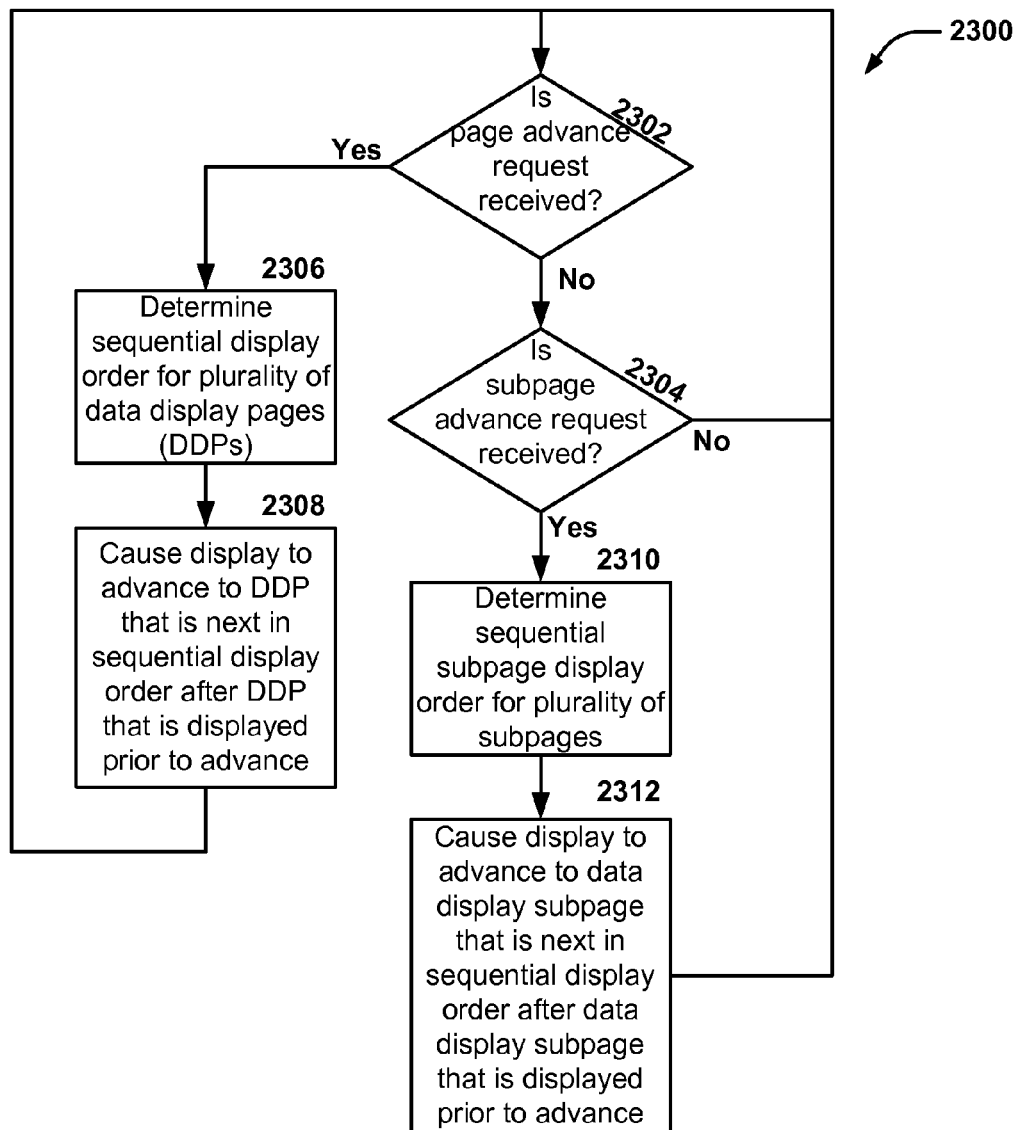 2300
Is
page advance
request
received?
2302
Yes
No
2306
Determine
sequential display
order for plurality of
data display pages
(DDPs)
2308
Cause display to
advance to DDP
that is next in
sequential display
order after DDP
that is displayed
prior to advance
Is
subpage
advance request
received?
2304
No
Yes
2310
Determine
sequential
subpage display
order for plurality of
subpages
2312
Cause display to
advance to data
display subpage
that is next in
sequential display
order after data
display subpage
that is displayed
prior to advance